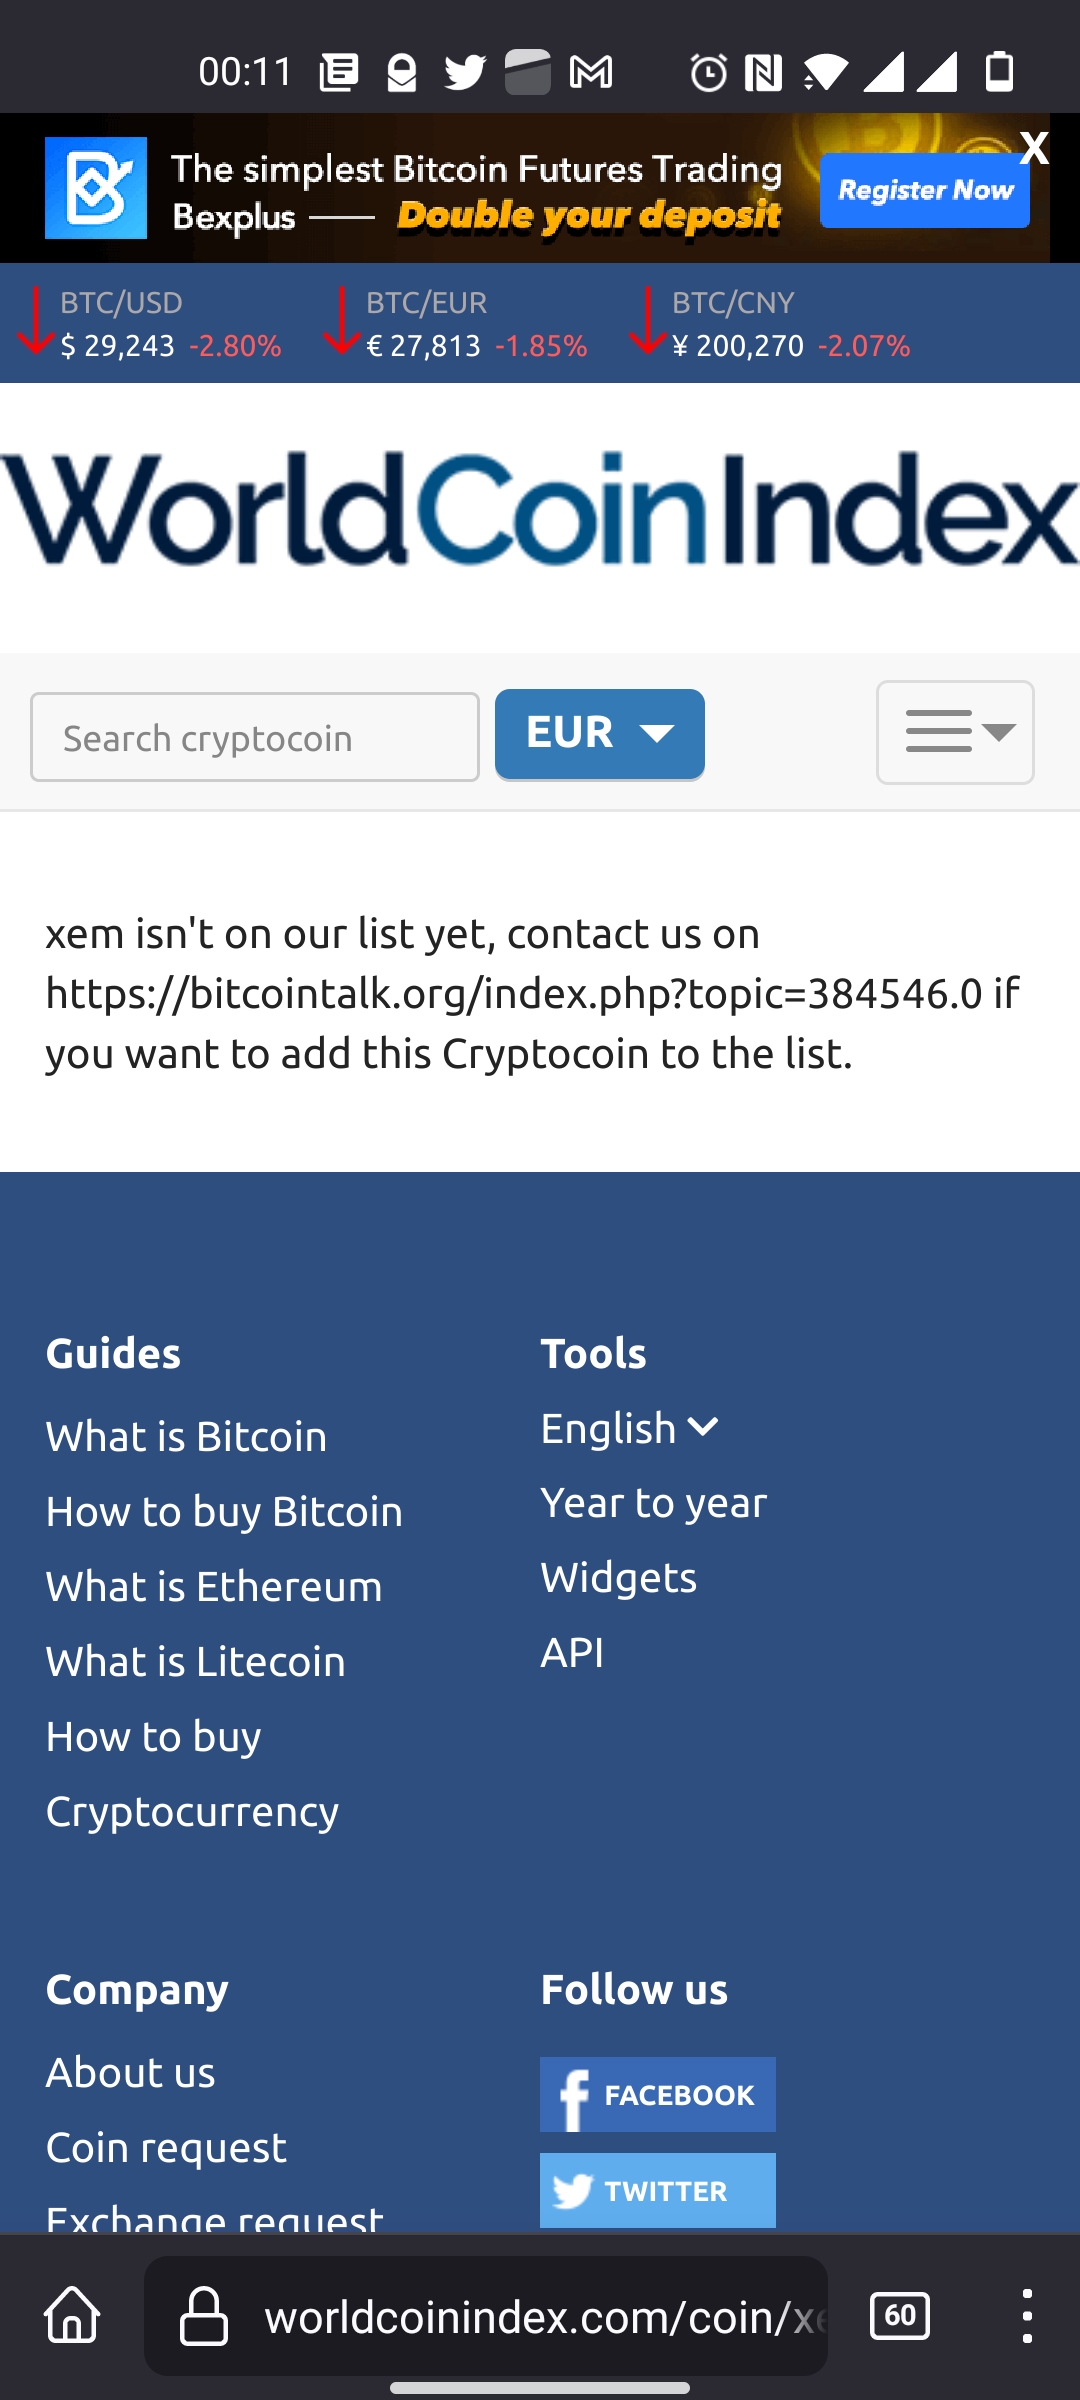 00:11
The simplest Bitcoin Futures Trading
Bexplus
Double your deposit
Register Now
X
BTC/USD
$ 29,243 -2.80%
BTC/EUR
€ 27,813 -1.85%
BTC/CNY
¥ 200,270 -2.07%
WorldCoinIndex
Search cryptocoin
EUR
xem isn't on our list yet, contact us on
https://bitcointalk.org/index.php?topic=384546.0 if
you want to add this Cryptocoin to the list.
Guides
What is Bitcoin
How to buy Bitcoin
What is Ethereum
What is Litecoin
How to buy
Cryptocurrency
Tools
English
Year to year
Widgets
API
Company
About us
Coin request
Exchange request
Follow us
FACEBOOK
TWITTER
worldcoinindex.com/coin/xe
60